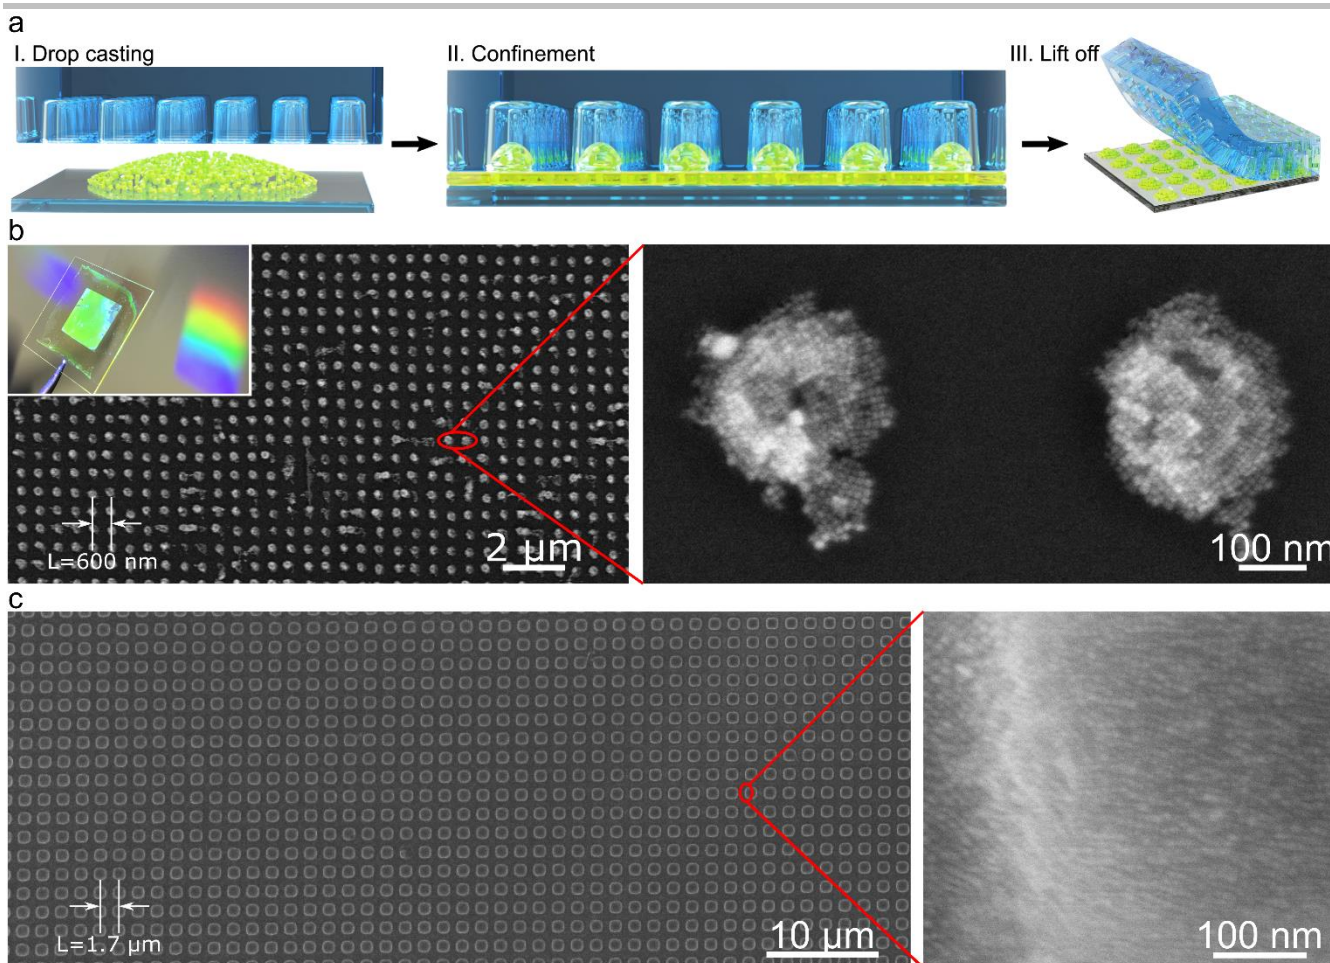 a
I. Drop casting
II. Confinement
III. Lift off
b
L=600 nm
2 µm
100 nm
c
L=1.7 µm
10 µm
100 nm